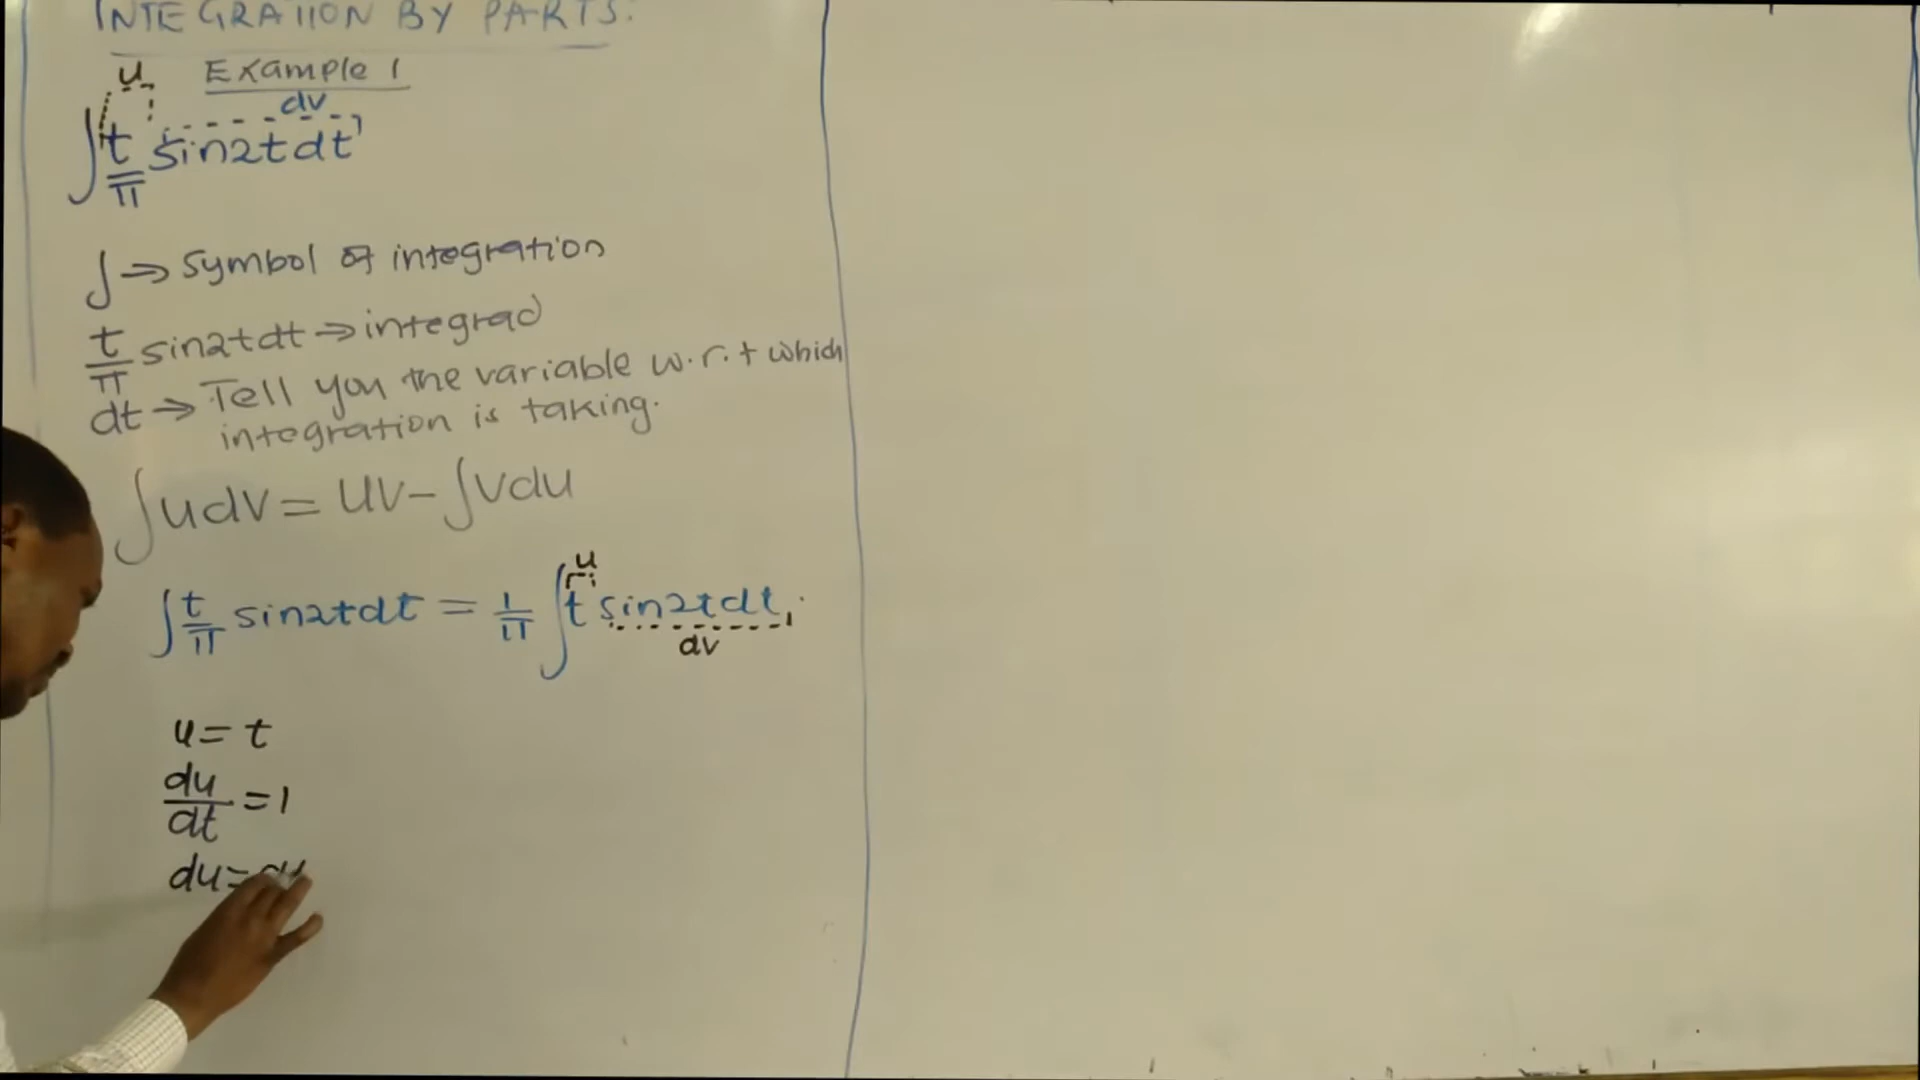 INTEGRATION BY PARTS.
Example 1
u
dv
∫ t/π sin2tdt
∫ → Symbol of integration
t/π sin2tdt → integrad
dt → Tell you the variable w.r.t which
integration is taking.
∫udv = uv - ∫vdu
u
∫ t/π sin2tdt = 1/π ∫ t sin2tdt.
dv
u = t
du/dt = 1
du =